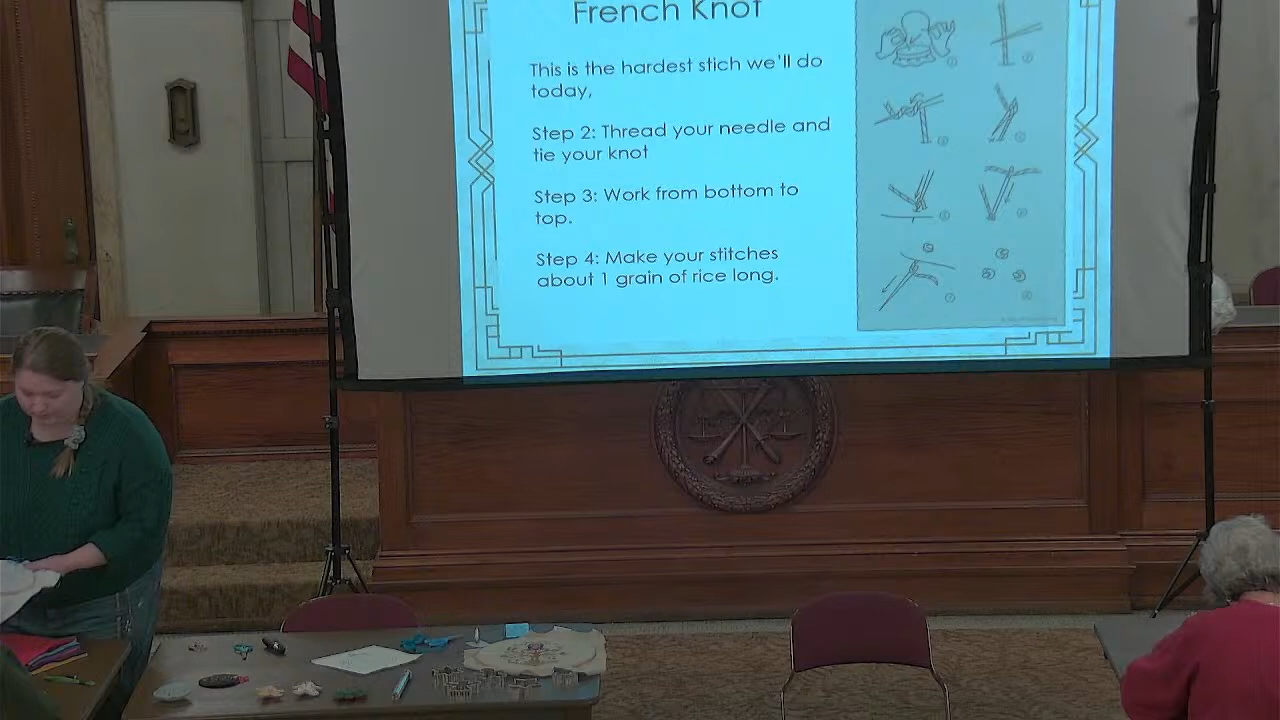 French Knot
This is the hardest stich we'll do
today,
Step 2: Thread your needle and
tie your knot
Step 3: Work from bottom to
top.
Step 4: Make your stitches
about 1 grain of rice long.